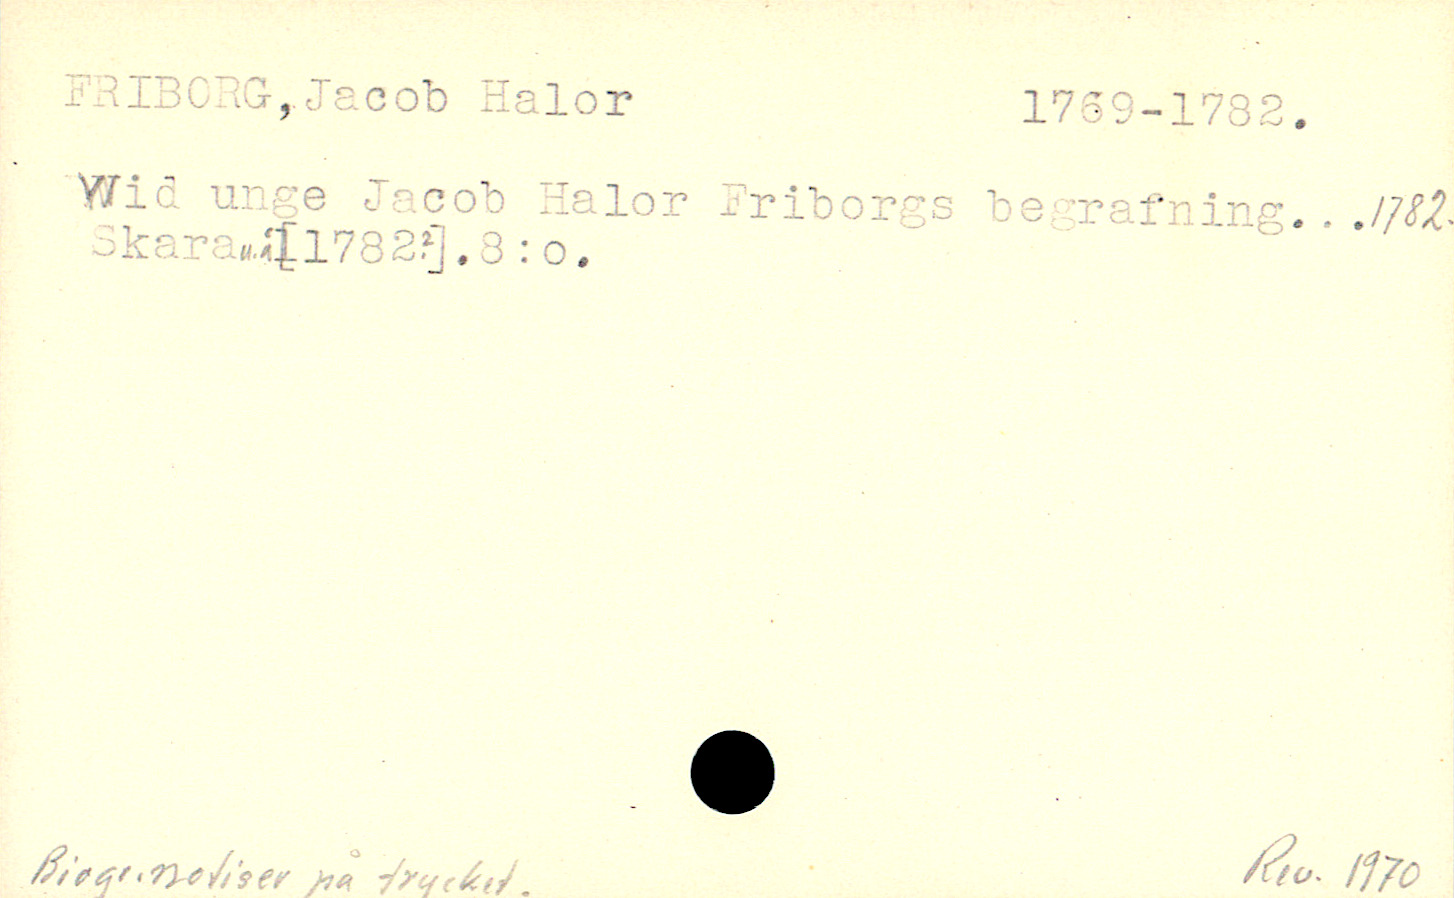 FRIBORG,Jacob Halor 1769-1782.
Wid unge Jacob Halor Friborgs begrafning...1782.
Skara u.å [1782?].8:o.
Biogr. notiser på trycket.
Rev. 1970